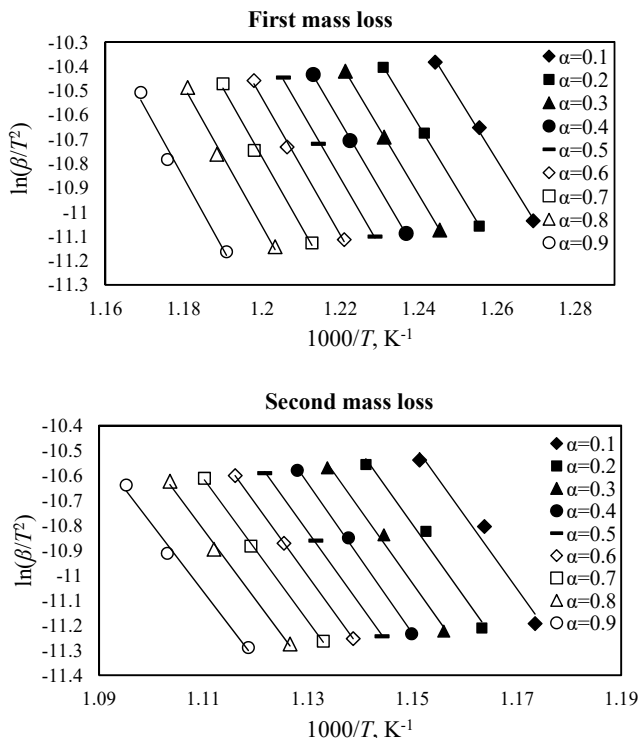 First mass loss
-10.3
-10.4
-10.5
-10.6
-10.7
-10.8
-10.9
-11
-11.1
-11.2
-11.3
ln(β/T²)
1.16
1.18
1.2
1.22
1.24
1.26
1.28
1000/T, K⁻¹
α=0.1
α=0.2
α=0.3
α=0.4
α=0.5
α=0.6
α=0.7
α=0.8
α=0.9
Second mass loss
-10.4
-10.5
-10.6
-10.7
-10.8
-10.9
-11
-11.1
-11.2
-11.3
-11.4
ln(β/T²)
1.09
1.11
1.13
1.15
1.17
1.19
1000/T, K⁻¹
α=0.1
α=0.2
α=0.3
α=0.4
α=0.5
α=0.6
α=0.7
α=0.8
α=0.9